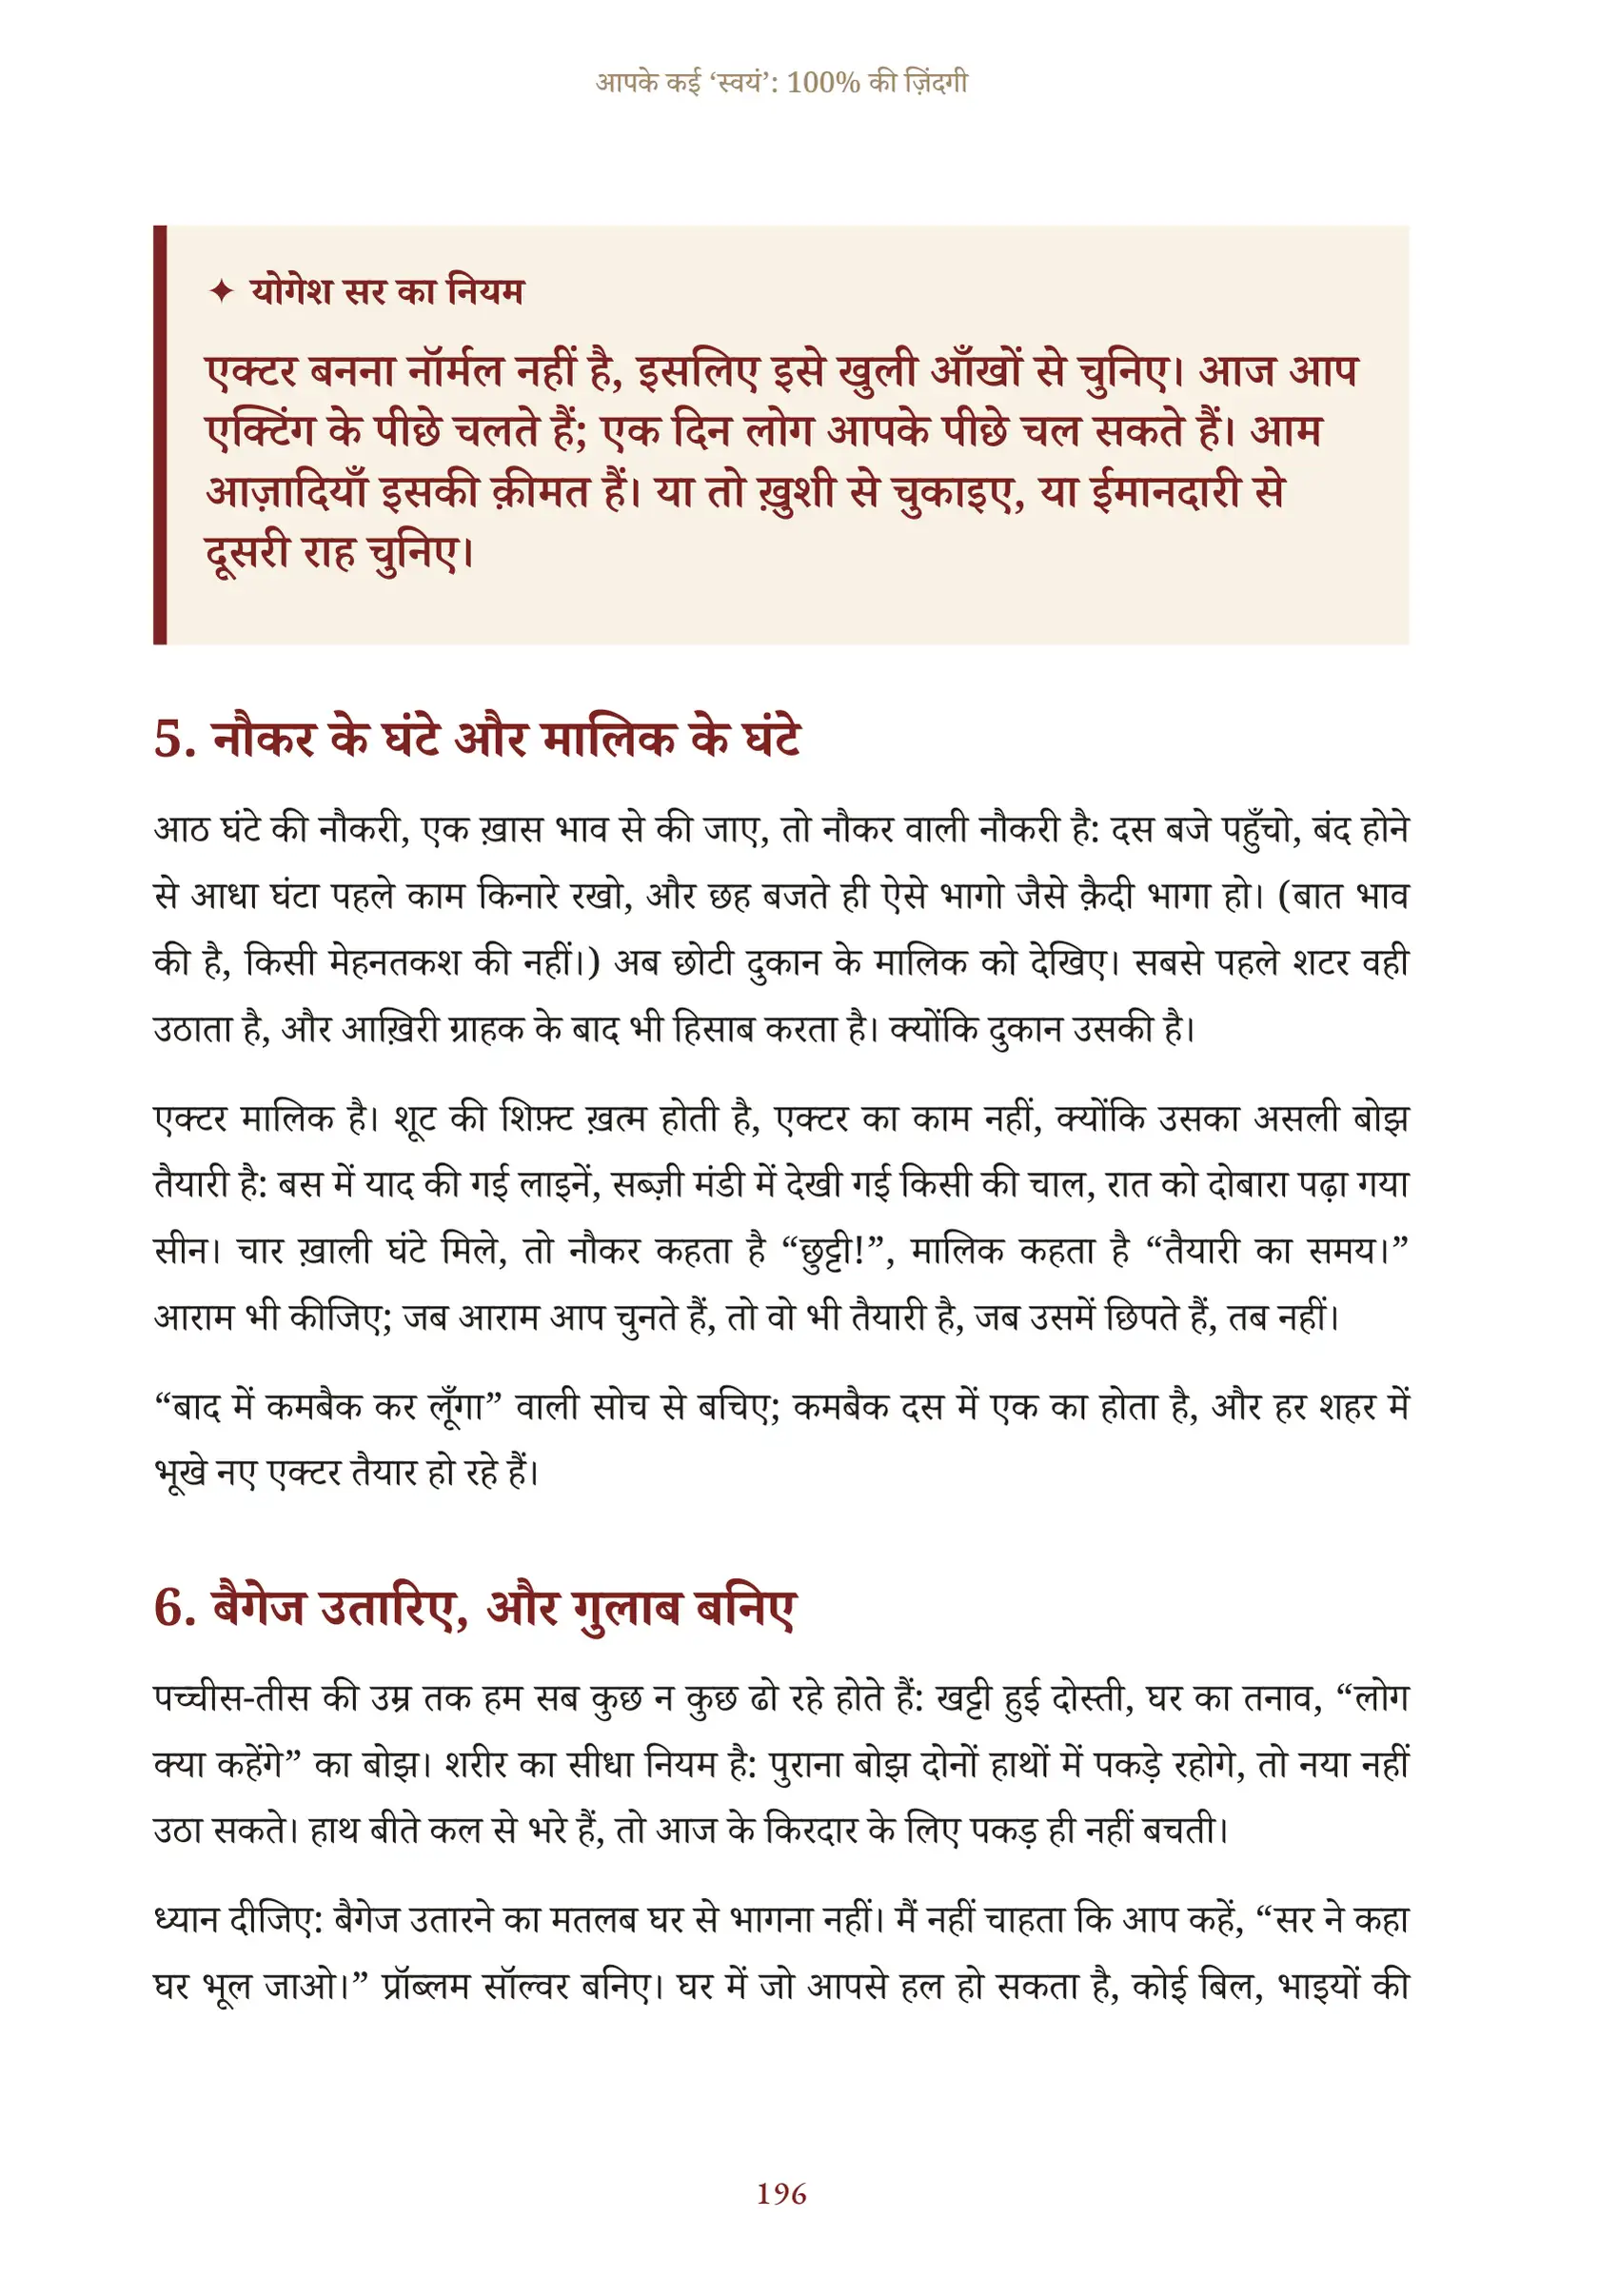 आपके कई ‘स्वयं’: 100% की ज़िंदगी
✦ योगेश सर का नियम
एक्टर बनना नॉर्मल नहीं है, इसलिए इसे खुली आँखों से चुनिए। आज आप
एक्टिंग के पीछे चलते हैं; एक दिन लोग आपके पीछे चल सकते हैं। आम
आज़ादियाँ इसकी क़ीमत हैं। या तो ख़ुशी से चुकाइए, या ईमानदारी से
दूसरी राह चुनिए।
5. नौकर के घंटे और मालिक के घंटे
आठ घंटे की नौकरी, एक ख़ास भाव से की जाए, तो नौकर वाली नौकरी है: दस बजे पहुँचो, बंद होने
से आधा घंटा पहले काम किनारे रखो, और छह बजते ही ऐसे भागो जैसे क़ैदी भागा हो। (बात भाव
की है, किसी मेहनतकश की नहीं।) अब छोटी दुकान के मालिक को देखिए। सबसे पहले शटर वही
उठाता है, और आख़िरी ग्राहक के बाद भी हिसाब करता है। क्योंकि दुकान उसकी है।
एक्टर मालिक है। शूट की शिफ़्ट ख़त्म होती है, एक्टर का काम नहीं, क्योंकि उसका असली बोझ
तैयारी है: बस में याद की गई लाइनें, सब्ज़ी मंडी में देखी गई किसी की चाल, रात को दोबारा पढ़ा गया
सीन। चार ख़ाली घंटे मिले, तो नौकर कहता है “छुट्टी!”, मालिक कहता है “तैयारी का समय।”
आराम भी कीजिए; जब आराम आप चुनते हैं, तो वो भी तैयारी है, जब उसमें छिपते हैं, तब नहीं।
“बाद में कमबैक कर लूँगा” वाली सोच से बचिए; कमबैक दस में एक का होता है, और हर शहर में
भूखे नए एक्टर तैयार हो रहे हैं।
6. बैगेज उतारिए, और गुलाब बनिए
पच्चीस-तीस की उम्र तक हम सब कुछ न कुछ ढो रहे होते हैं: खट्टी हुई दोस्ती, घर का तनाव, “लोग
क्या कहेंगे” का बोझ। शरीर का सीधा नियम है: पुराना बोझ दोनों हाथों में पकड़े रहोगे, तो नया नहीं
उठा सकते। हाथ बीते कल से भरे हैं, तो आज के किरदार के लिए पकड़ ही नहीं बचती।
ध्यान दीजिए: बैगेज उतारने का मतलब घर से भागना नहीं। मैं नहीं चाहता कि आप कहें, “सर ने कहा
घर भूल जाओ।” प्रॉब्लम सॉल्वर बनिए। घर में जो आपसे हल हो सकता है, कोई बिल, भाइयों की
196